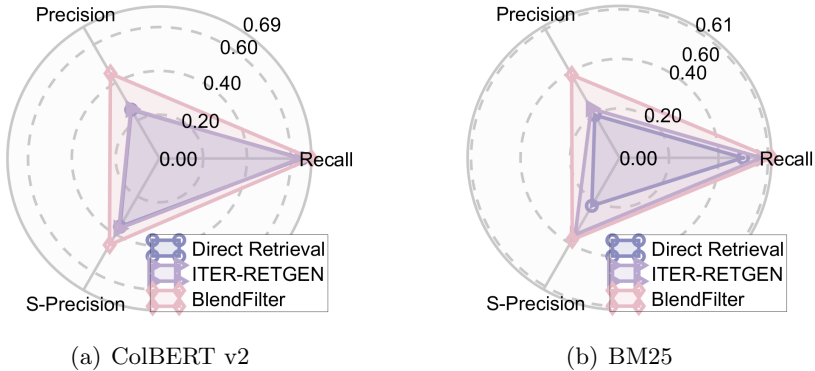 Precision
0.69
0.60
0.40
0.20
0.00
Recall
S-Precision
Direct Retrieval
ITER-RETGEN
BlendFilter
(a) ColBERT v2
Precision
0.61
0.60
0.40
0.20
0.00
Recall
S-Precision
Direct Retrieval
ITER-RETGEN
BlendFilter
(b) BM25